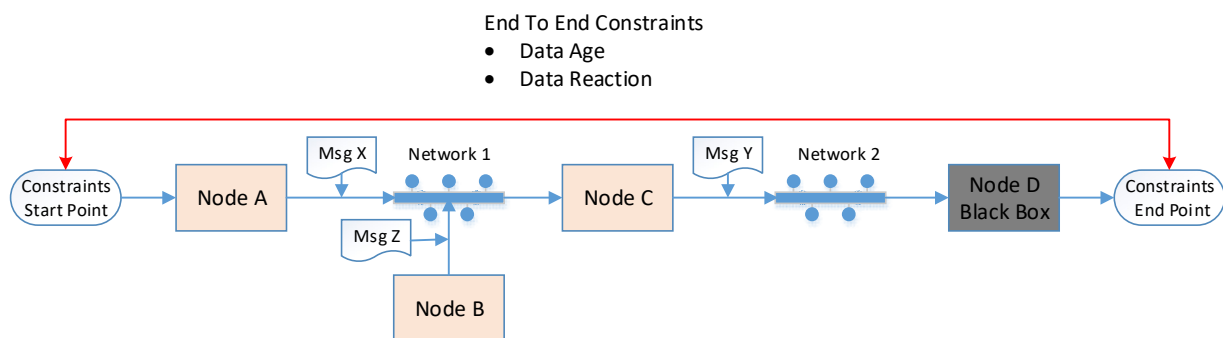 End To End Constraints
• Data Age
• Data Reaction
Msg X
Network 1
Msg Y
Network 2
Constraints
Start Point
Node A
Node C
Node D
Black Box
Constraints
End Point
Msg Z
Node B